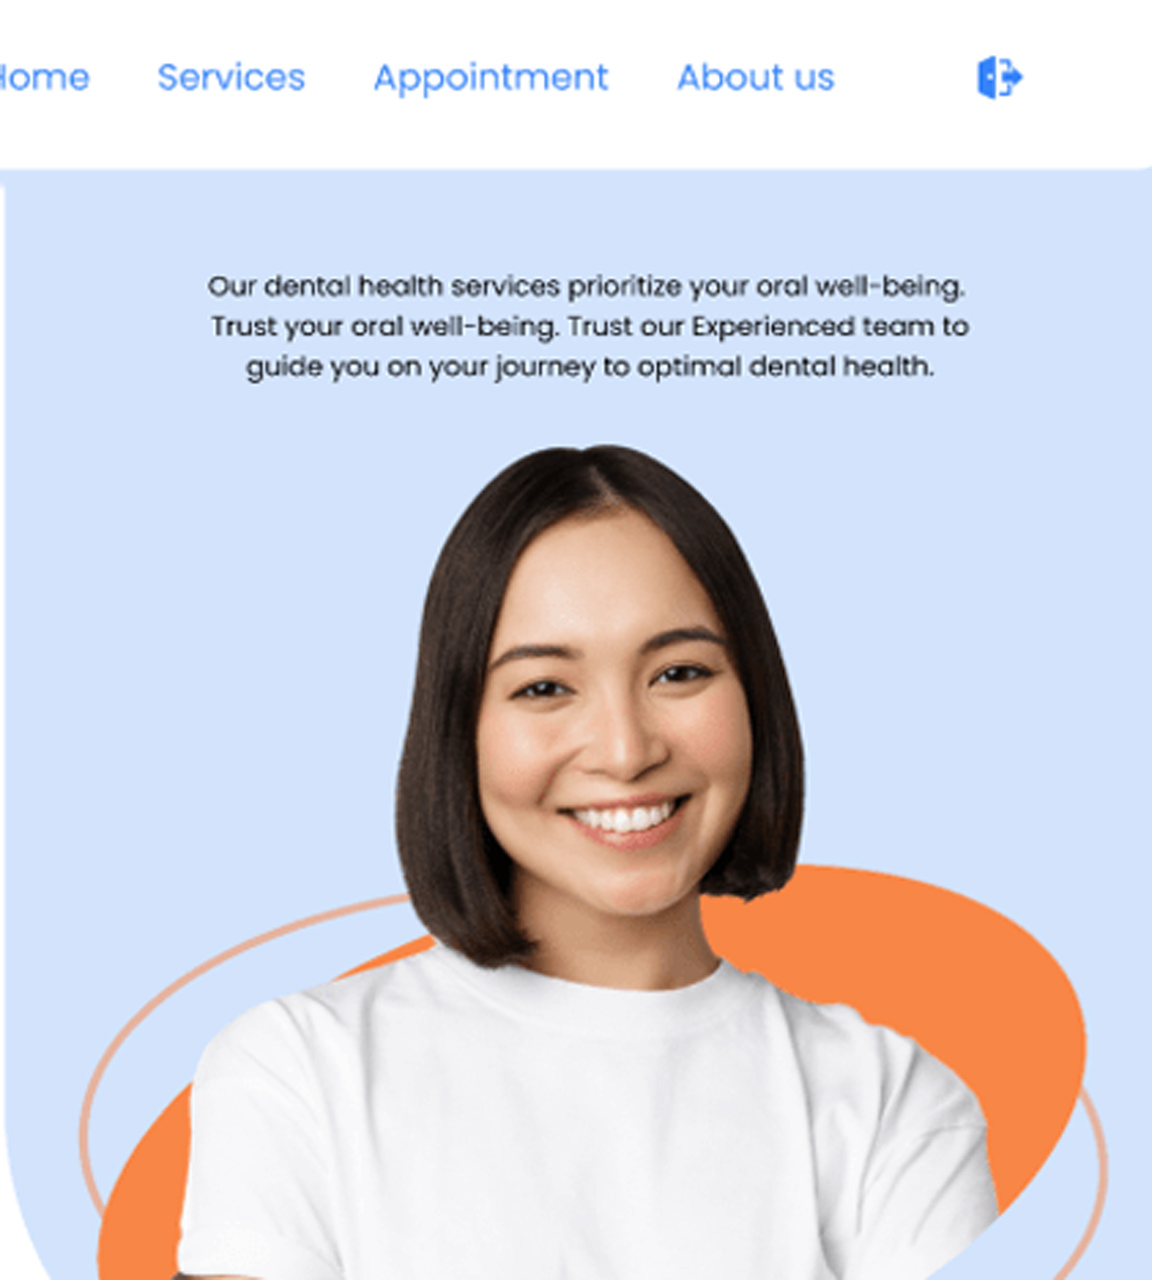 Home Services Appointment About us
Our dental health services prioritize your oral well-being.
Trust your oral well-being. Trust our Experienced team to
guide you on your journey to optimal dental health.